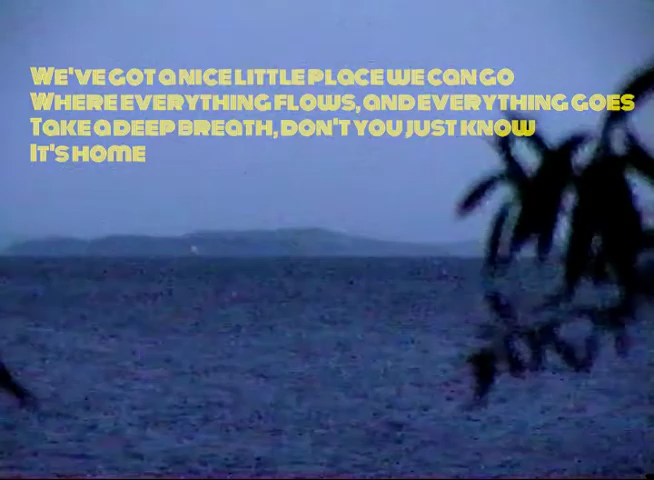 We've got a nice little place we can go
Where everything flows, and everything goes
Take a deep breath, don't you just know
It's home